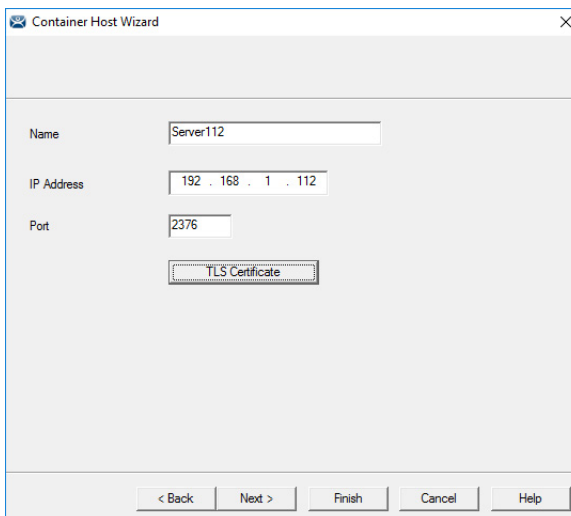 Container Host Wizard
Name Server112
IP Address 192 . 168 . 1 . 112
Port 2376
TLS Certificate
< Back Next > Finish Cancel Help